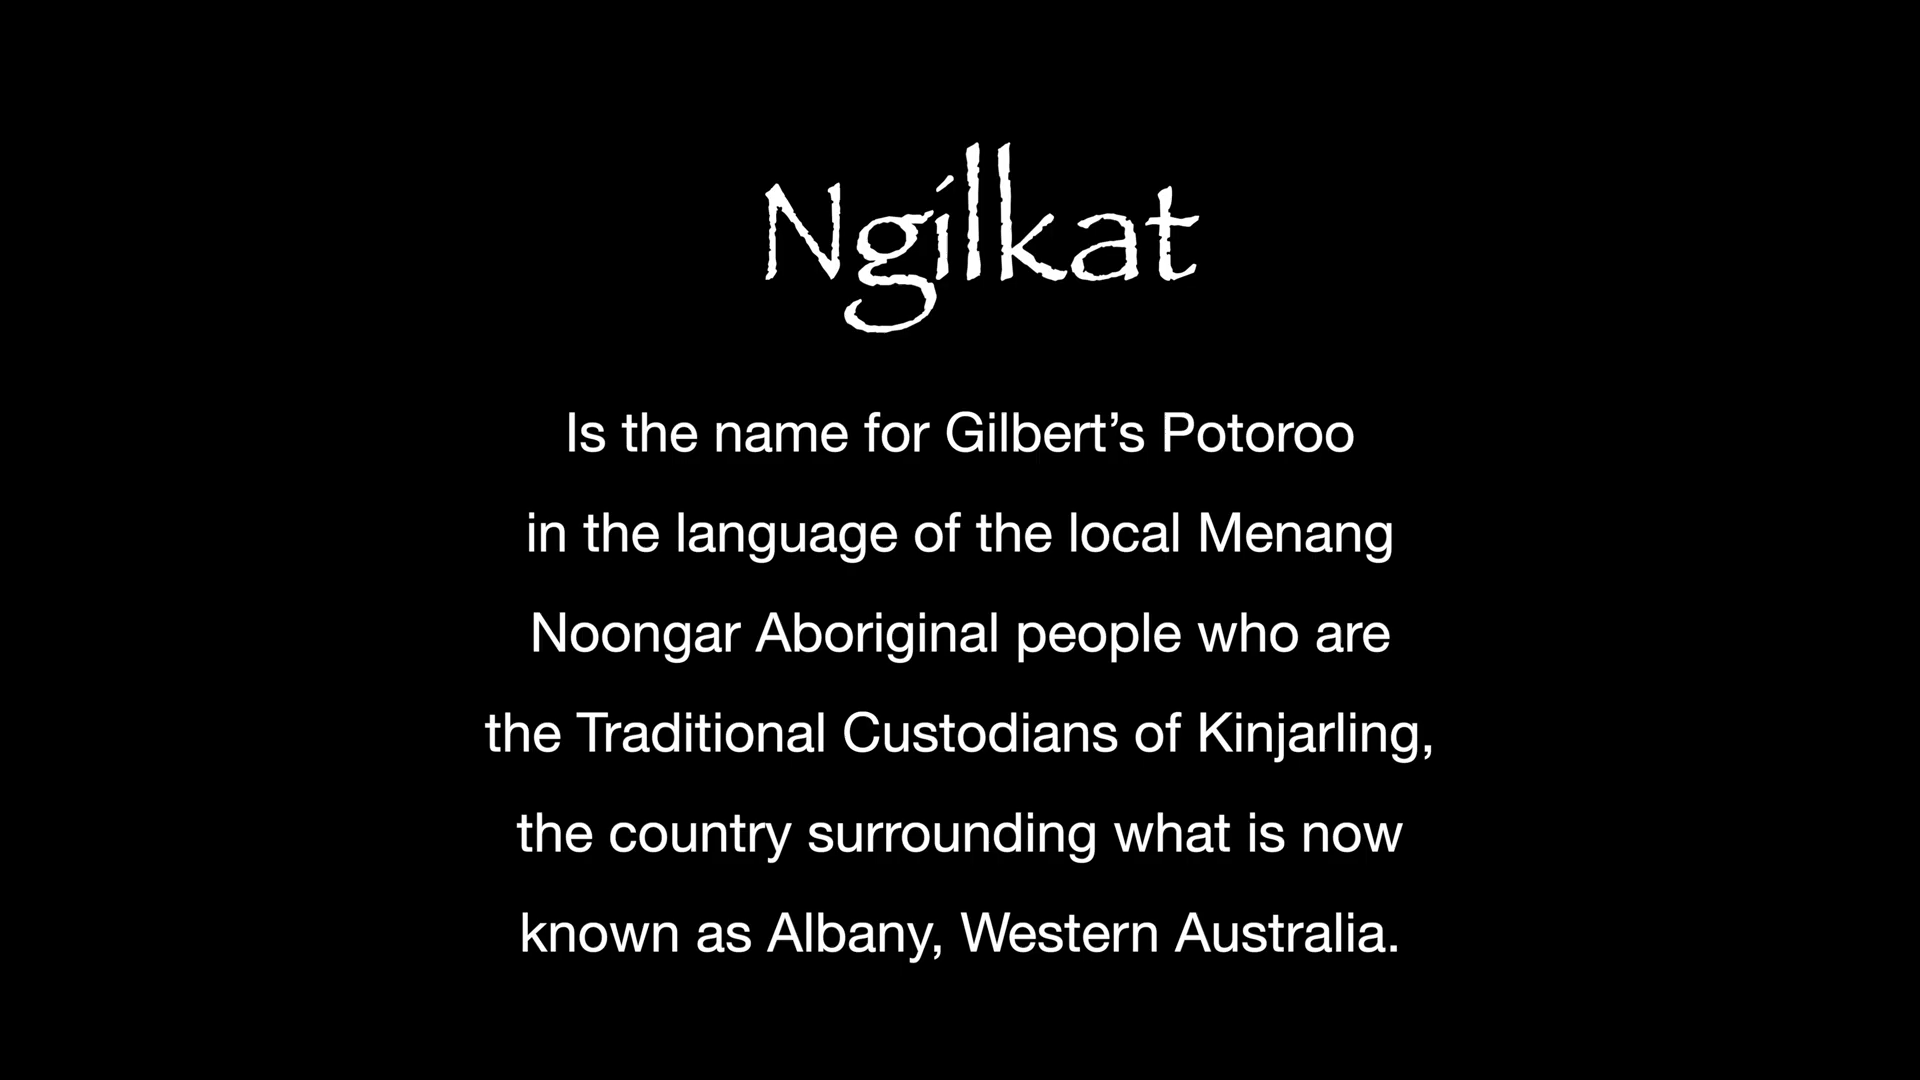 Ngilkat
Is the name for Gilbert’s Potoroo
in the language of the local Menang
Noongar Aboriginal people who are
the Traditional Custodians of Kinjarling,
the country surrounding what is now
known as Albany, Western Australia.